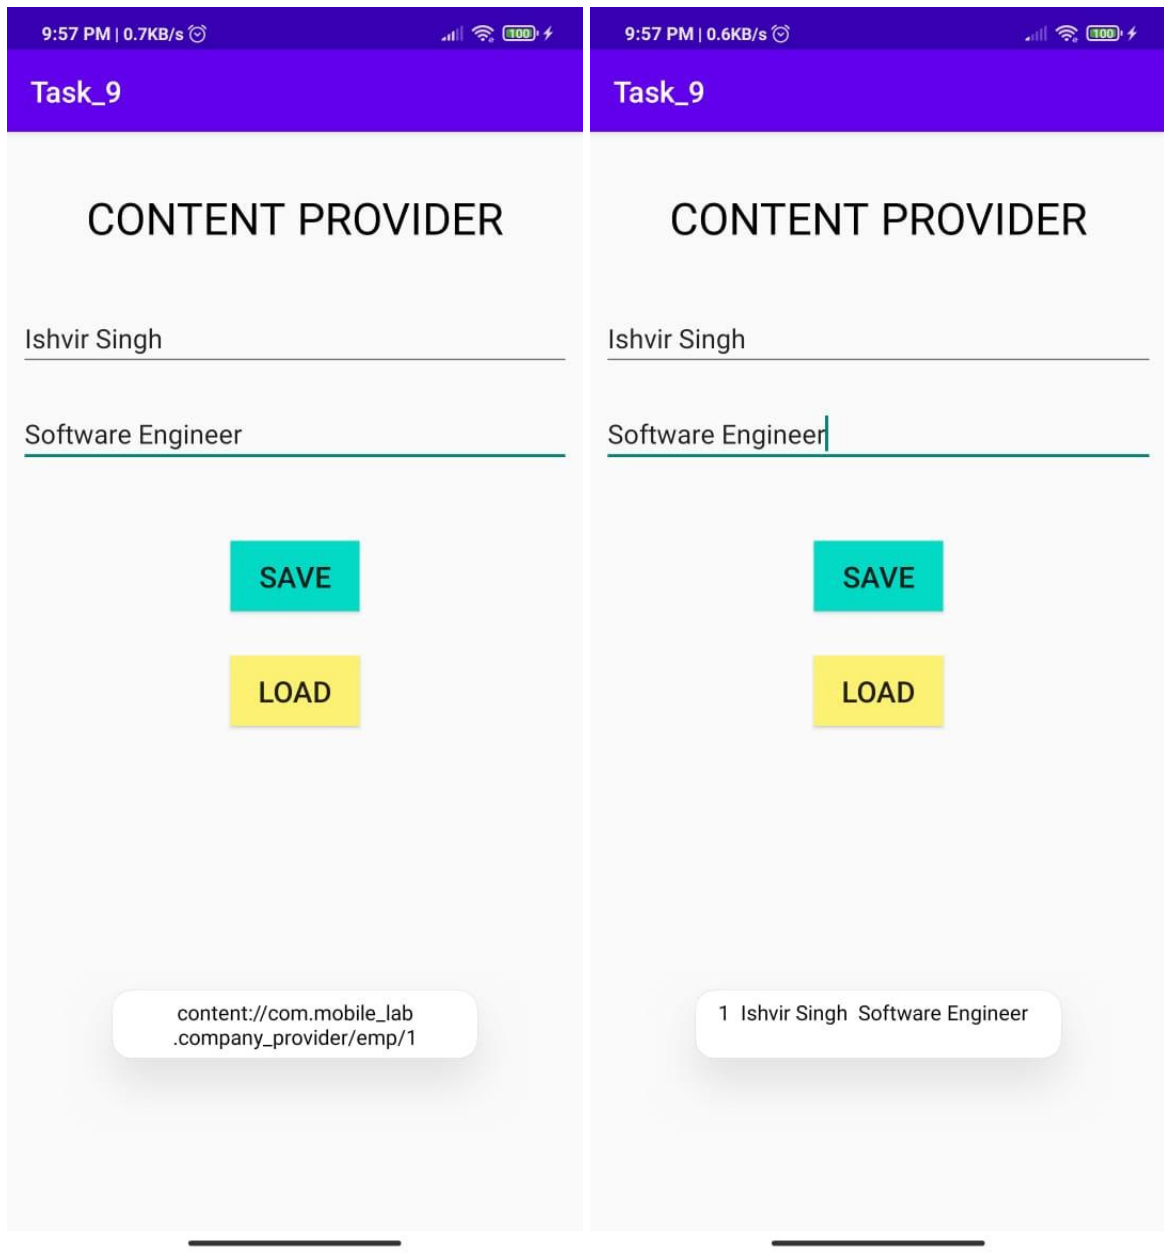 9:57 PM | 0.7KB/s
100
Task_9
CONTENT PROVIDER
Ishvir Singh
Software Engineer
SAVE
LOAD
content://com.mobile_lab
.company_provider/emp/1
9:57 PM | 0.6KB/s
100
Task_9
CONTENT PROVIDER
Ishvir Singh
Software Engineer
SAVE
LOAD
1  Ishvir Singh  Software Engineer